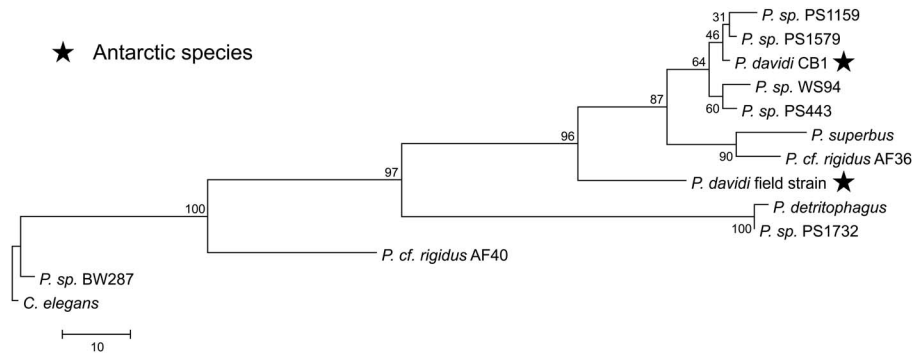 31
P. sp. PS1159
46
P. sp. PS1579
★ Antarctic species
64
P. davidi CB1 ★
P. sp. WS94
87
60
P. sp. PS443
96
P. superbus
90
P. cf. rigidus AF36
97
P. davidi field strain ★
100
P. detritophagus
100
P. sp. PS1732
P. cf. rigidus AF40
P. sp. BW287
C. elegans
10